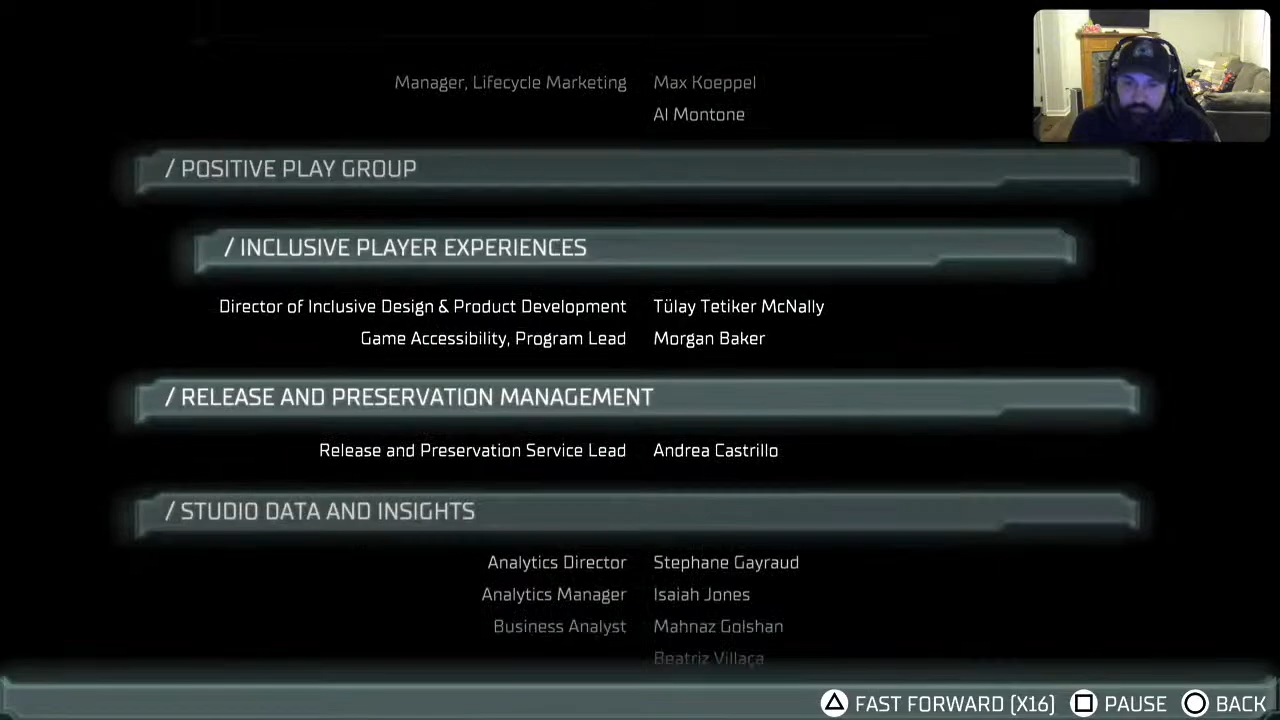 Manager, Lifecycle Marketing Max Koeppel
Al Montone
/ POSITIVE PLAY GROUP
/ INCLUSIVE PLAYER EXPERIENCES
Director of Inclusive Design & Product Development Tülay Tetiker McNally
Game Accessibility, Program Lead Morgan Baker
/ RELEASE AND PRESERVATION MANAGEMENT
Release and Preservation Service Lead Andrea Castrillo
/ STUDIO DATA AND INSIGHTS
Analytics Director Stephane Gayraud
Analytics Manager Isaiah Jones
Business Analyst Mahnaz Golshan
Beatriz Villaça
FAST FORWARD (X16) PAUSE BACK